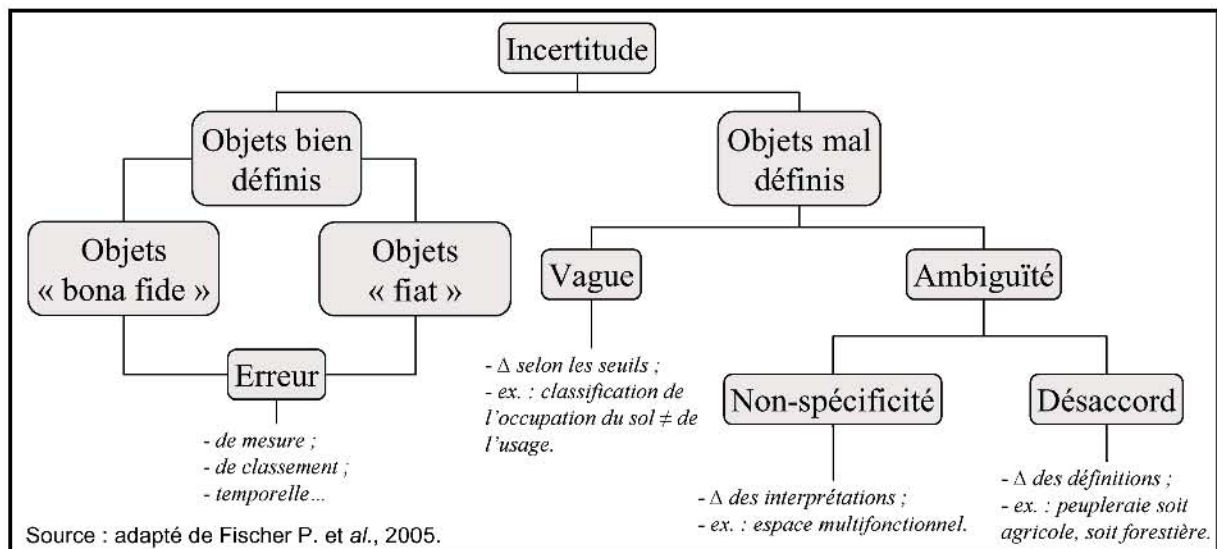 Incertitude
Objets bien
définis
Objets mal
définis
Objets
« bona fide »
Objets
« fiat »
Vague
Ambiguïté
Erreur
- Δ selon les seuils ;
- ex. : classification de
l'occupation du sol ≠ de
l'usage.
Non-spécificité
Désaccord
- de mesure ;
- de classement ;
- temporelle…
- Δ des interprétations ;
- ex. : espace multifonctionnel.
- Δ des définitions ;
- ex. : peupleraie soit
agricole, soit forestière.
Source : adapté de Fischer P. et al., 2005.